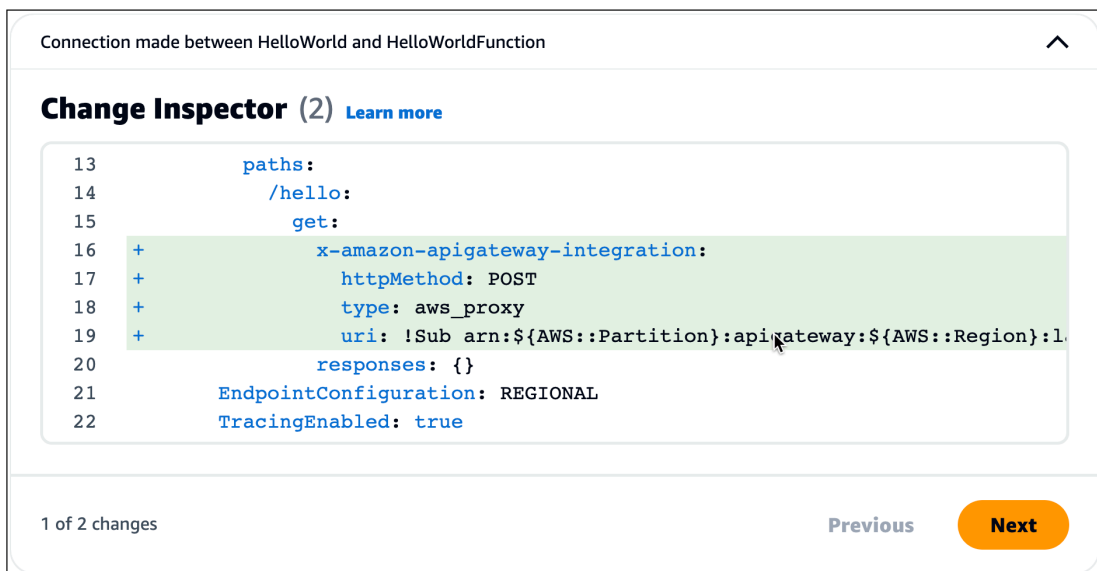 Connection made between HelloWorld and HelloWorldFunction
Change Inspector (2) Learn more
13 paths:
14 /hello:
15 get:
16 + x-amazon-apigateway-integration:
17 + httpMethod: POST
18 + type: aws_proxy
19 + uri: !Sub arn:${AWS::Partition}:apigateway:${AWS::Region}:l
20 responses: {}
21 EndpointConfiguration: REGIONAL
22 TracingEnabled: true
1 of 2 changes Previous Next